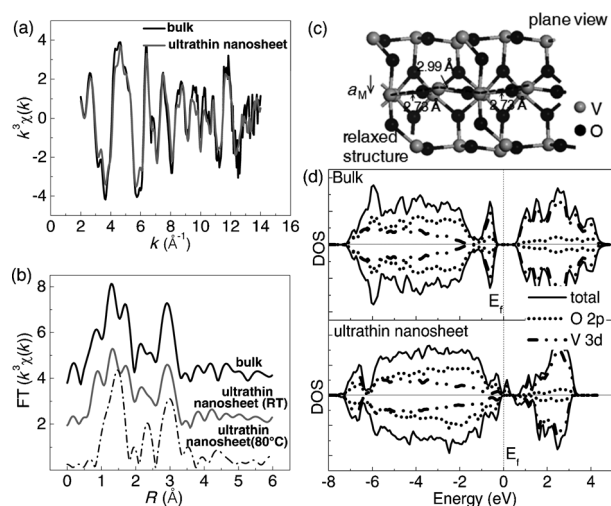 (a)
bulk
ultrathin nanosheet
k³χ(k)
4
2
0
-2
-4
0 2 4 6 8 10 12 14 16
k (Å⁻¹)
(b)
FT (k³χ(k))
8
6
4
2
bulk
ultrathin
nanosheet (RT)
ultrathin
nanosheet(80°C)
0 1 2 3 4 5 6
R (Å)
(c)
plane view
2.99 Å
a_M
2.73 Å
2.73 Å
V
O
relaxed
structure
(d)
Bulk
DOS
E_f
total
O 2p
V 3d
ultrathin nanosheet
DOS
E_f
-8 -6 -4 -2 0 2 4
Energy (eV)